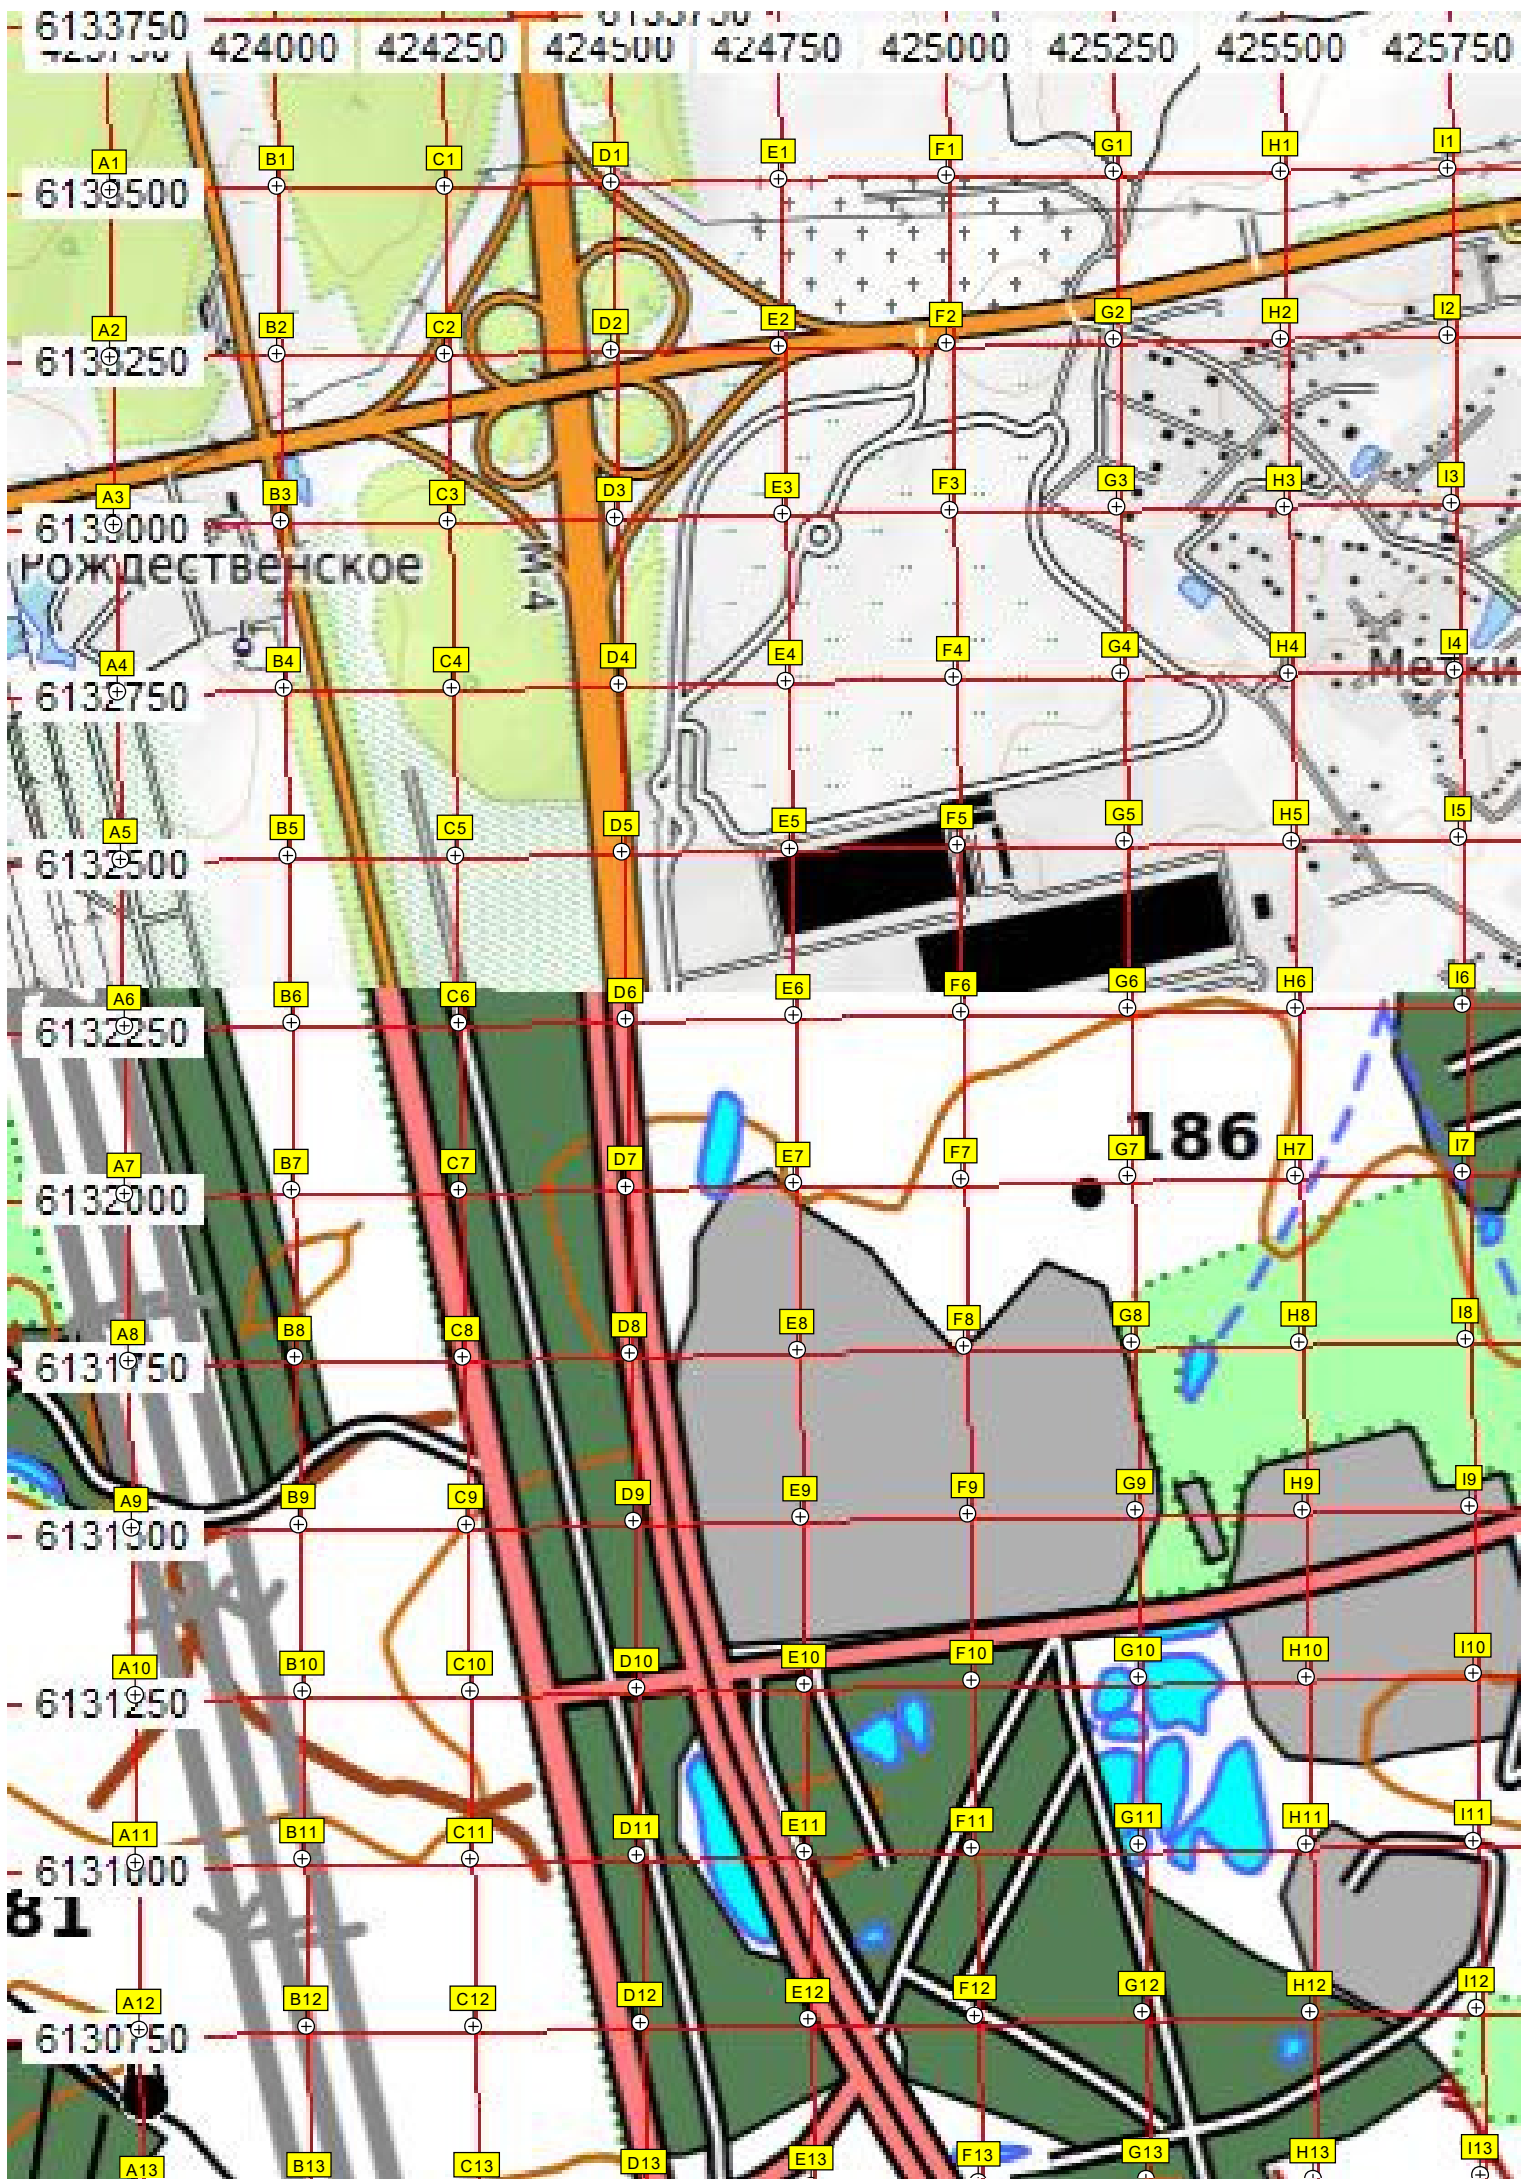 6133750
6133750
423750 424000 424250 424500 424750 425000 425250 425500 425750
A1 B1 C1 D1 E1 F1 G1 H1 I1
6133500
A2 B2 C2 D2 E2 F2 G2 H2 I2
6133250
A3 B3 C3 D3 E3 F3 G3 H3 I3
6133000
Рождественское
М-4
A4 B4 C4 D4 E4 F4 G4 H4 I4
6132750
A5 B5 C5 D5 E5 F5 G5 H5 I5
6132500
A6 B6 C6 D6 E6 F6 G6 H6 I6
6132250
186
A7 B7 C7 D7 E7 F7 G7 H7 I7
6132000
A8 B8 C8 D8 E8 F8 G8 H8 I8
6131750
A9 B9 C9 D9 E9 F9 G9 H9 I9
6131500
A10 B10 C10 D10 E10 F10 G10 H10 I10
6131250
A11 B11 C11 D11 E11 F11 G11 H11 I11
6131000
81
A12 B12 C12 D12 E12 F12 G12 H12 I12
6130750
A13 B13 C13 D13 E13 F13 G13 H13 I13